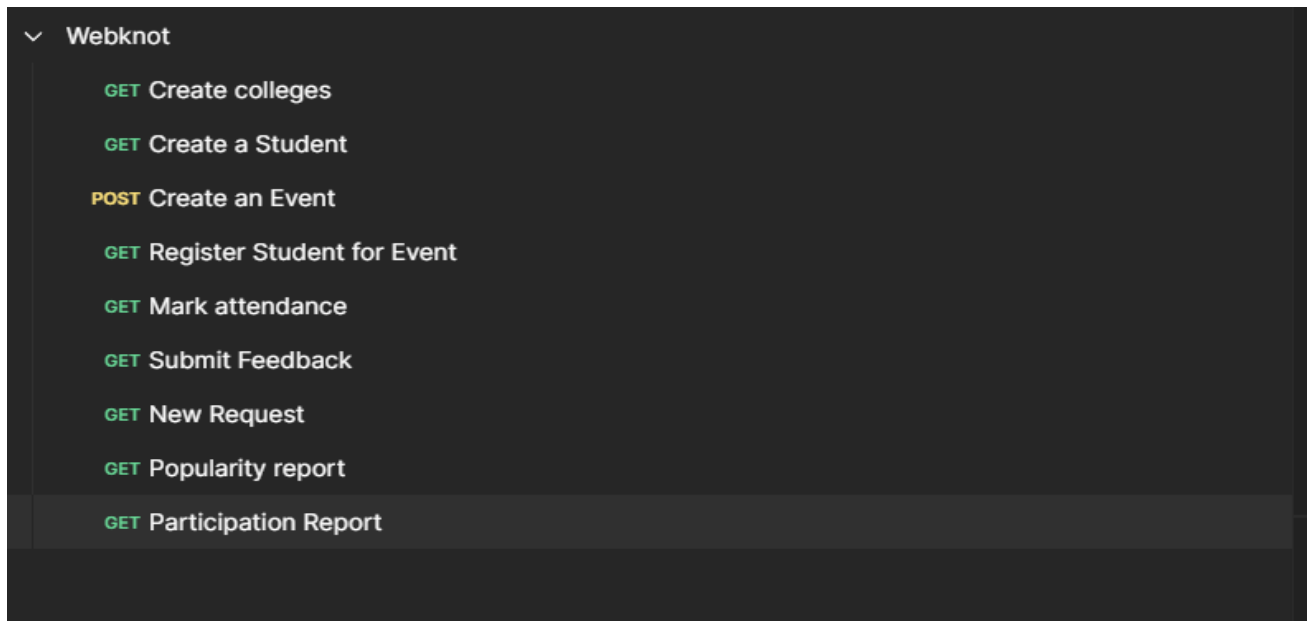 Webknot
GET Create colleges
GET Create a Student
POST Create an Event
GET Register Student for Event
GET Mark attendance
GET Submit Feedback
GET New Request
GET Popularity report
GET Participation Report